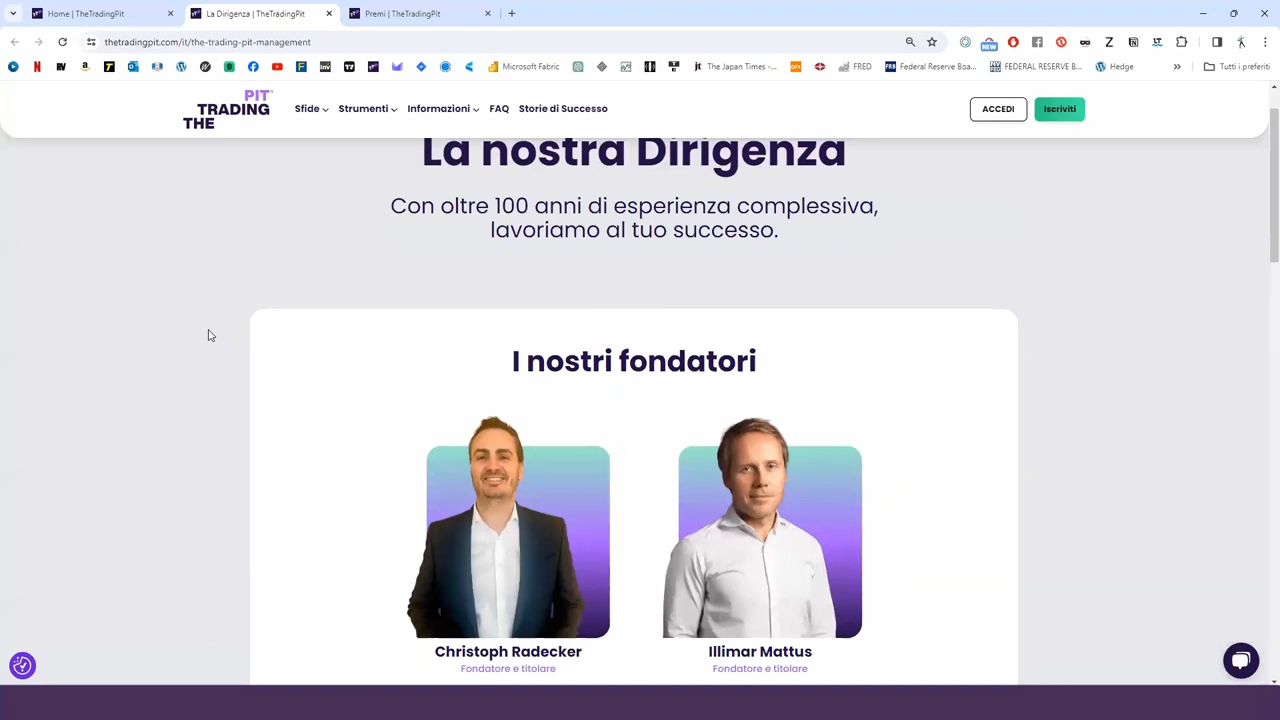 Home | TheTradingPit
La Dirigenza | TheTradingPit
Premi | TheTradingPit
thetradingpit.com/it/the-trading-pit-management
NEW
Microsoft Fabric
The Japan Times -...
FRED
Federal Reserve Boa...
FEDERAL RESERVE B...
Hedge
Tutti i preferiti
PIT
TRADING
THE
Sfide
Strumenti
Informazioni
FAQ
Storie di Successo
ACCEDI
Iscriviti
La nostra Dirigenza
Con oltre 100 anni di esperienza complessiva,
lavoriamo al tuo successo.
I nostri fondatori
Christoph Radecker
Fondatore e titolare
Illimar Mattus
Fondatore e titolare